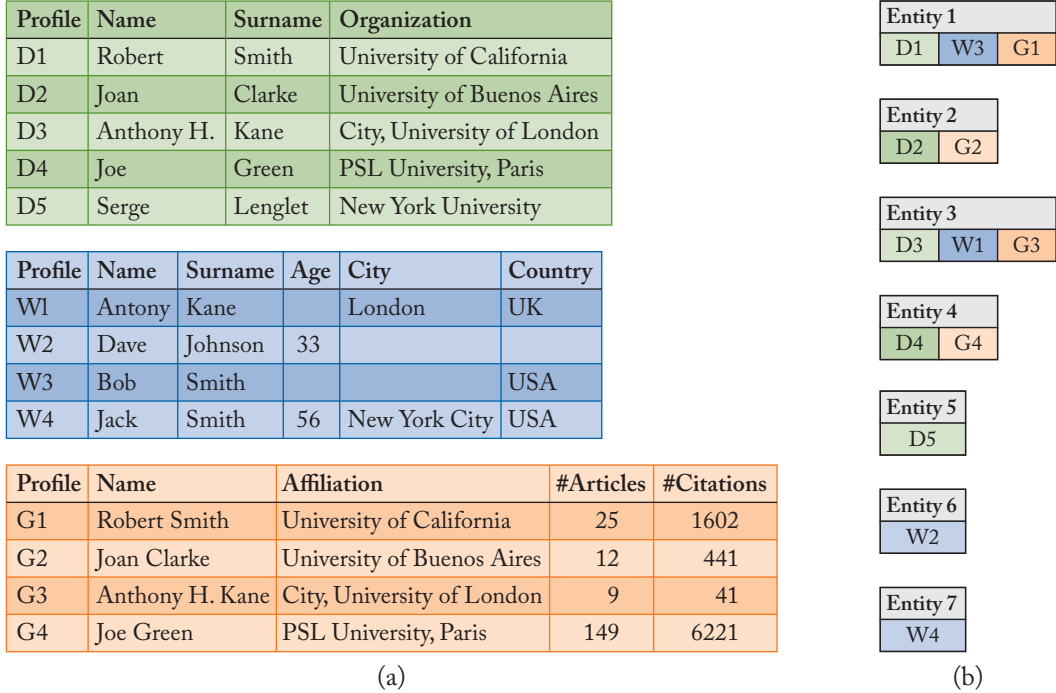 Profile Name Surname Organization
D1 Robert Smith University of California
D2 Joan Clarke University of Buenos Aires
D3 Anthony H. Kane City, University of London
D4 Joe Green PSL University, Paris
D5 Serge Lenglet New York University
Profile Name Surname Age City Country
W1 Antony Kane London UK
W2 Dave Johnson 33
W3 Bob Smith USA
W4 Jack Smith 56 New York City USA
Profile Name Affiliation #Articles #Citations
G1 Robert Smith University of California 25 1602
G2 Joan Clarke University of Buenos Aires 12 441
G3 Anthony H. Kane City, University of London 9 41
G4 Joe Green PSL University, Paris 149 6221
(a)
Entity 1
D1 W3 G1
Entity 2
D2 G2
Entity 3
D3 W1 G3
Entity 4
D4 G4
Entity 5
D5
Entity 6
W2
Entity 7
W4
(b)